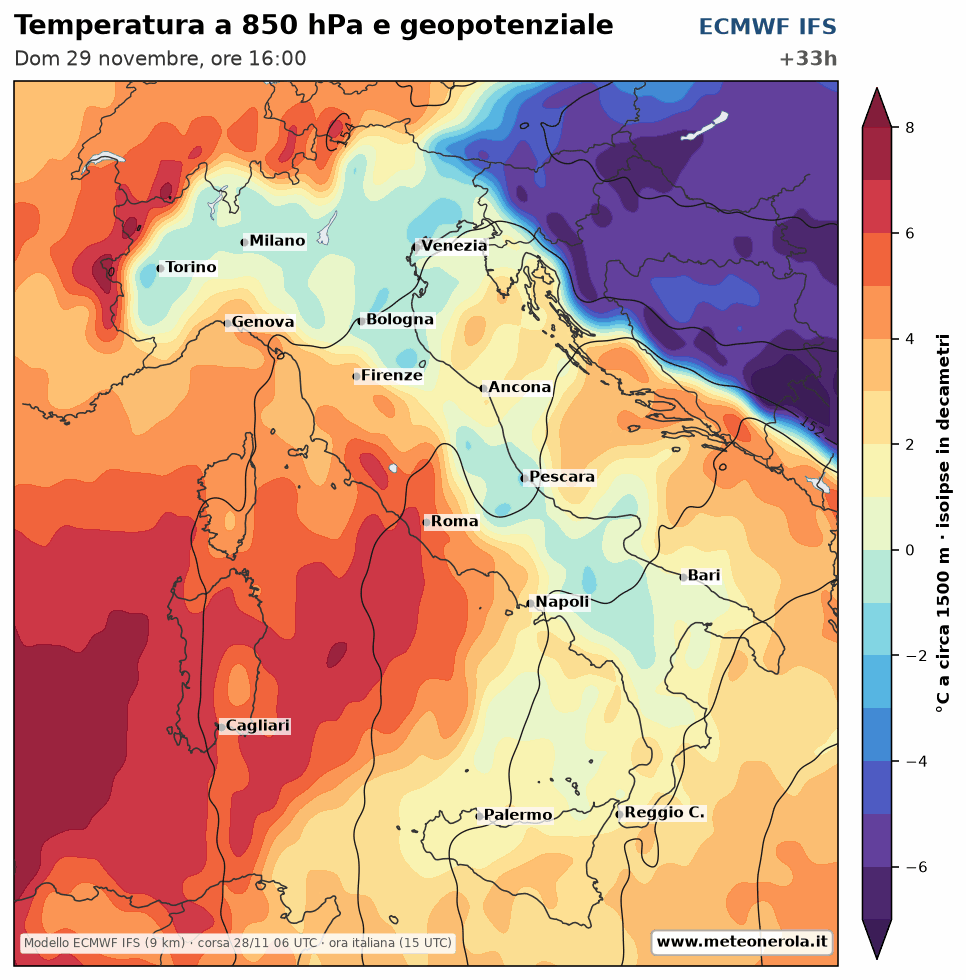 Temperatura a 850 hPa e geopotenziale
ECMWF IFS
Dom 29 novembre, ore 16:00
+33h
Milano
Venezia
Torino
Genova
Bologna
Firenze
Ancona
152
Pescara
Roma
Bari
Napoli
Cagliari
Palermo
Reggio C.
8
6
4
2
0
−2
−4
−6
°C a circa 1500 m · isoipse in decametri
Modello ECMWF IFS (9 km) · corsa 28/11 06 UTC · ora italiana (15 UTC)
www.meteonerola.it